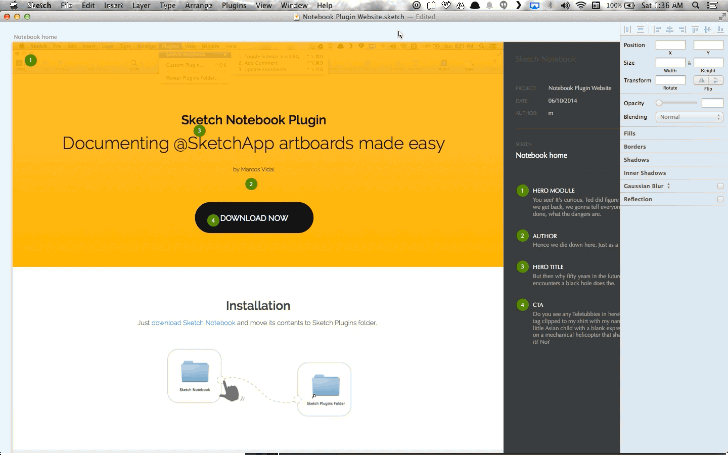 Sketch File Edit Insert Layer Type Arrange Plugins View Window Help 100% Sat 1:36 AM
Notebook Plugin Website.sketch — Edited
Notebook home
Custom Plugin...
Reveal Plugins Folder...
1
Sketch Notebook Plugin
3
Documenting @SketchApp artboards made easy
by Marcos Vidal
2
4
DOWNLOAD NOW
Installation
Just download Sketch Notebook and move its contents to Sketch Plugins folder.
Sketch Notebook
Sketch Plugins Folder
Sketch Notebook
PROJECT Notebook Plugin Website
DATE 06/10/2014
AUTHOR m
Notebook home
1 HERO MODULE
You see? It's curious. Ted did figure
we get back, we gonna tell everyone
done, what the dangers are.
2 AUTHOR
Hence we die down here. Just as a
3 HERO TITLE
But then why fifty years in the future
encounters a black hole does the
4 CTA
Do you see any Teletubbies in here
tag clipped to my shirt with my nam
little Asian child with a blank expres
on a mechanical helicopter that sha
it! No!
Position
X Y
Size
Width Height
Transform
Rotate Flip
Opacity
Blending Normal
Fills
Borders
Shadows
Inner Shadows
Gaussian Blur
Reflection